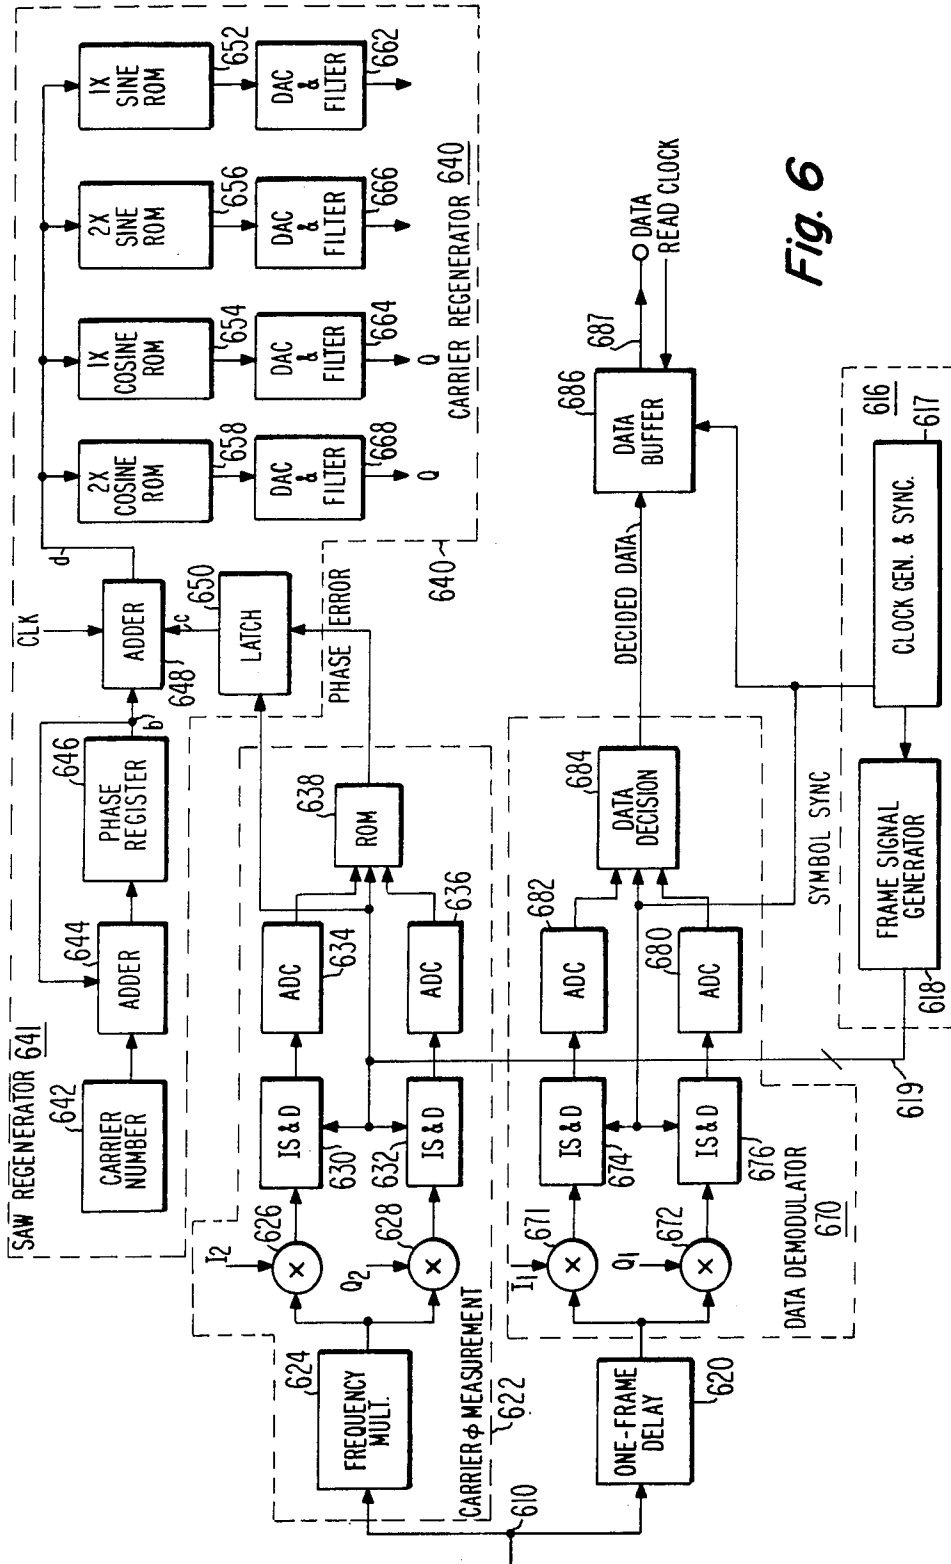 SAW REGENERATOR 641
642
CARRIER
NUMBER
644
ADDER
646
PHASE
REGISTER
b
CLK
ADDER
648
c
650
LATCH
d
2X
COSINE
ROM
658
DAC
&
FILTER
668
Q
1X
COSINE
ROM
654
DAC
&
FILTER
664
Q
2X
SINE
ROM
656
DAC
&
FILTER
666
1X
SINE
ROM
652
DAC
&
FILTER
662
CARRIER REGENERATOR 640
640
PHASE ERROR
610
624
FREQUENCY
MULT.
CARRIER ϕ MEASUREMENT
622
I2
626
×
Q2
628
×
IS&D
630
632
IS&D
ADC
634
ADC
636
638
ROM
ONE-FRAME
DELAY
620
I1
671
×
Q1
672
×
DATA DEMODULATOR
670
IS&D
674
IS&D
676
682
ADC
680
ADC
684
DATA
DECISION
DECIDED DATA
686
DATA
BUFFER
687
DATA
READ CLOCK
SYMBOL SYNC
619
618
FRAME SIGNAL
GENERATOR
616
617
CLOCK GEN. & SYNC.
Fig. 6